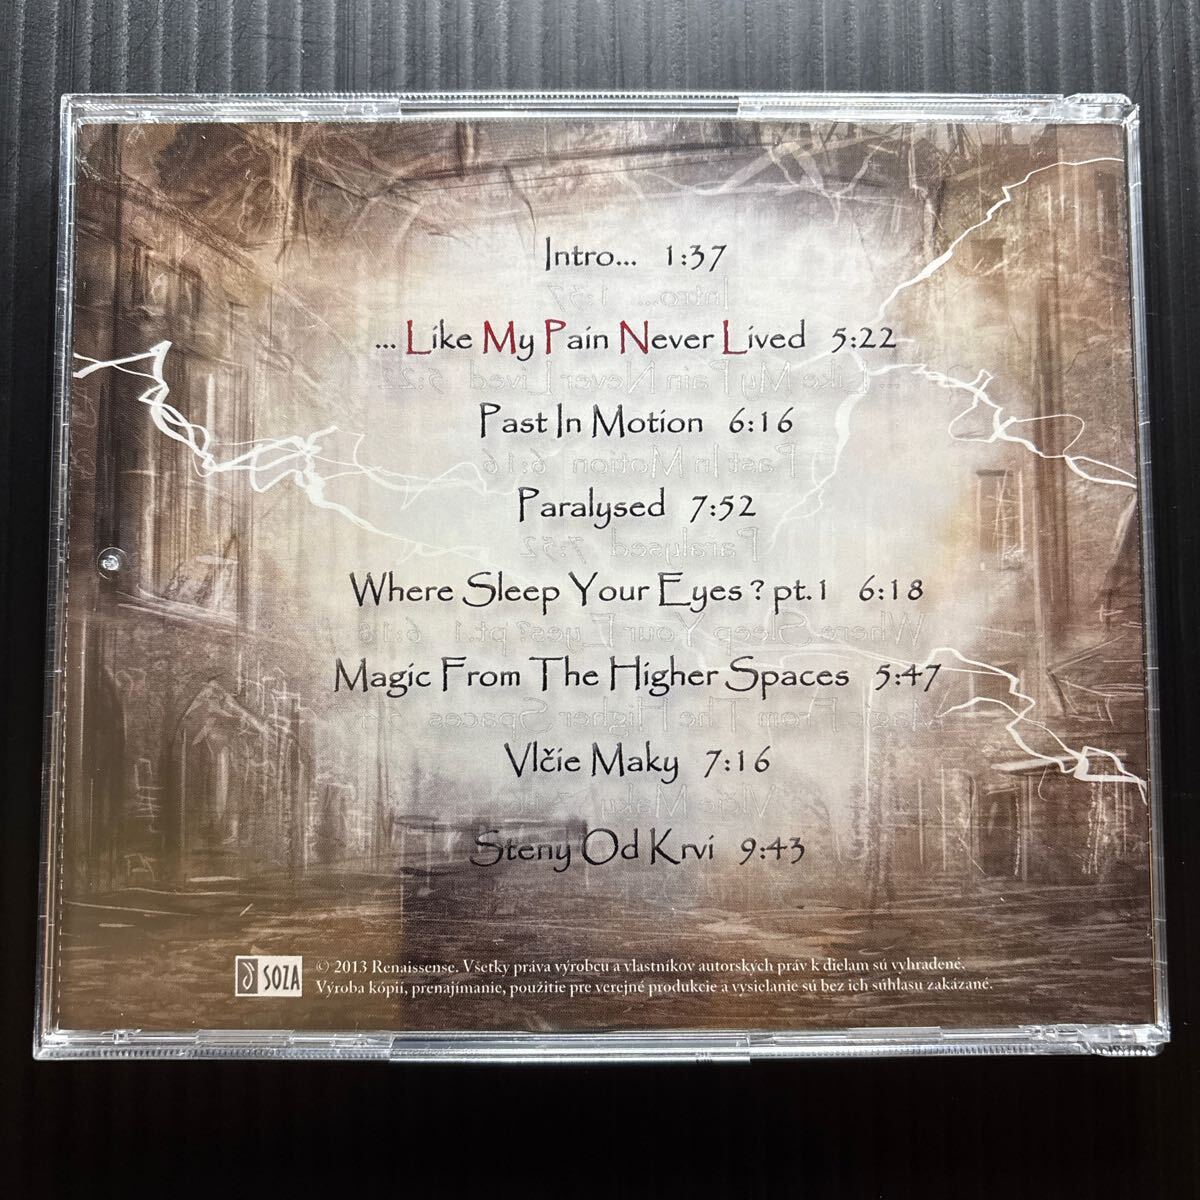 Intro... 1:37
... Like My Pain Never Lived 5:22
Past In Motion 6:16
Paralysed 7:52
Where Sleep Your Eyes? pt.1 6:18
Magic From The Higher Spaces 5:47
Vlčie Maky 7:16
Steny Od Krvi 9:43
SOZA
© 2013 Renaissense. Všetky práva výrobcu a vlastníkov autorských práv k dielam sú vyhradené.
Výroba kópií, prenajímanie, použitie pre verejné produkcie a vysielanie sú bez ich súhlasu zakázané.